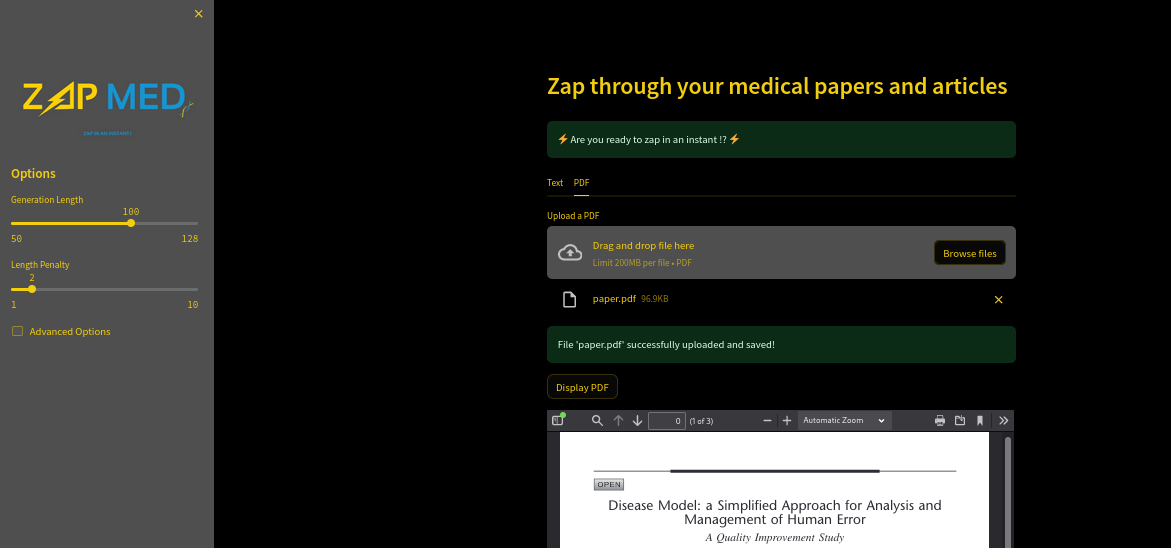 ZAP MED
ZAP IN AN INSTANT!
Options
Generation Length
100
50 128
Length Penalty
2
1 10
Advanced Options
Zap through your medical papers and articles
⚡Are you ready to zap in an instant !?⚡
Text PDF
Upload a PDF
Drag and drop file here
Limit 200MB per file • PDF
Browse files
paper.pdf 96.9KB
File 'paper.pdf' successfully uploaded and saved!
Display PDF
0 (1 of 3) Automatic Zoom
OPEN
Disease Model: a Simplified Approach for Analysis and
Management of Human Error
A Quality Improvement Study